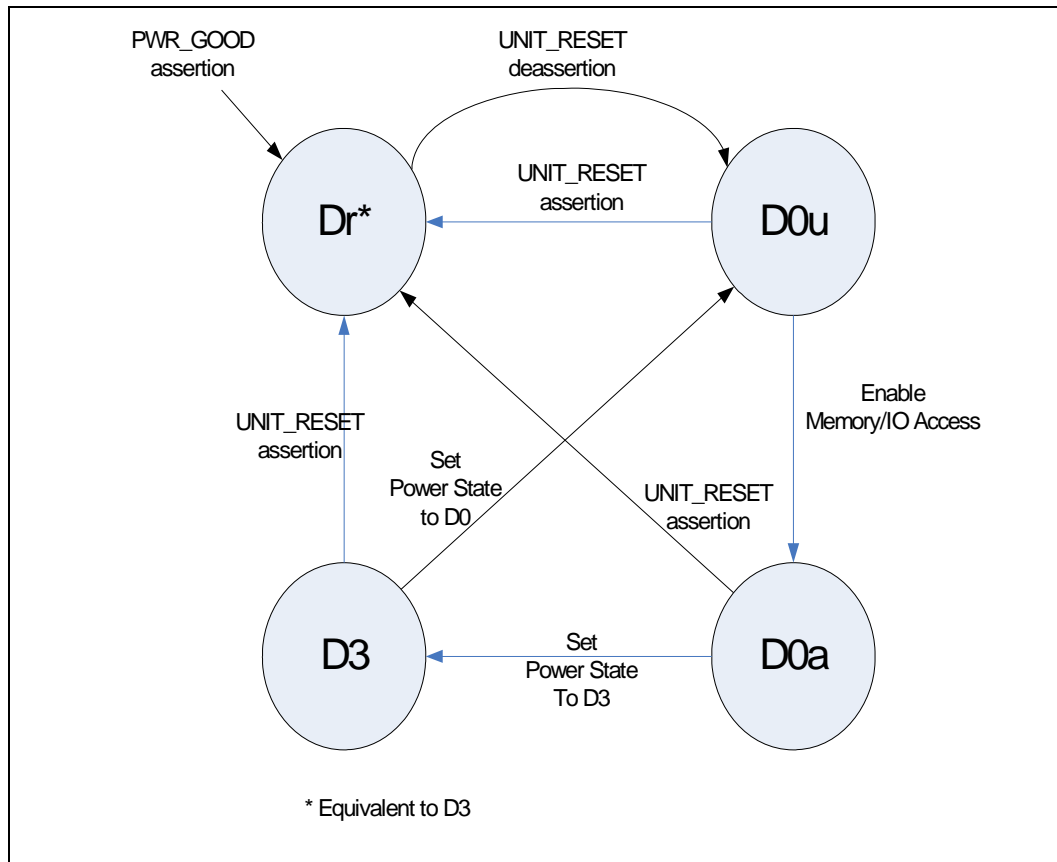 PWR_GOOD
assertion
UNIT_RESET
deassertion
UNIT_RESET
assertion
Dr*
D0u
UNIT_RESET
assertion
Set
Power State
to D0
Enable
Memory/IO Access
UNIT_RESET
assertion
D3
Set
Power State
To D3
D0a
* Equivalent to D3